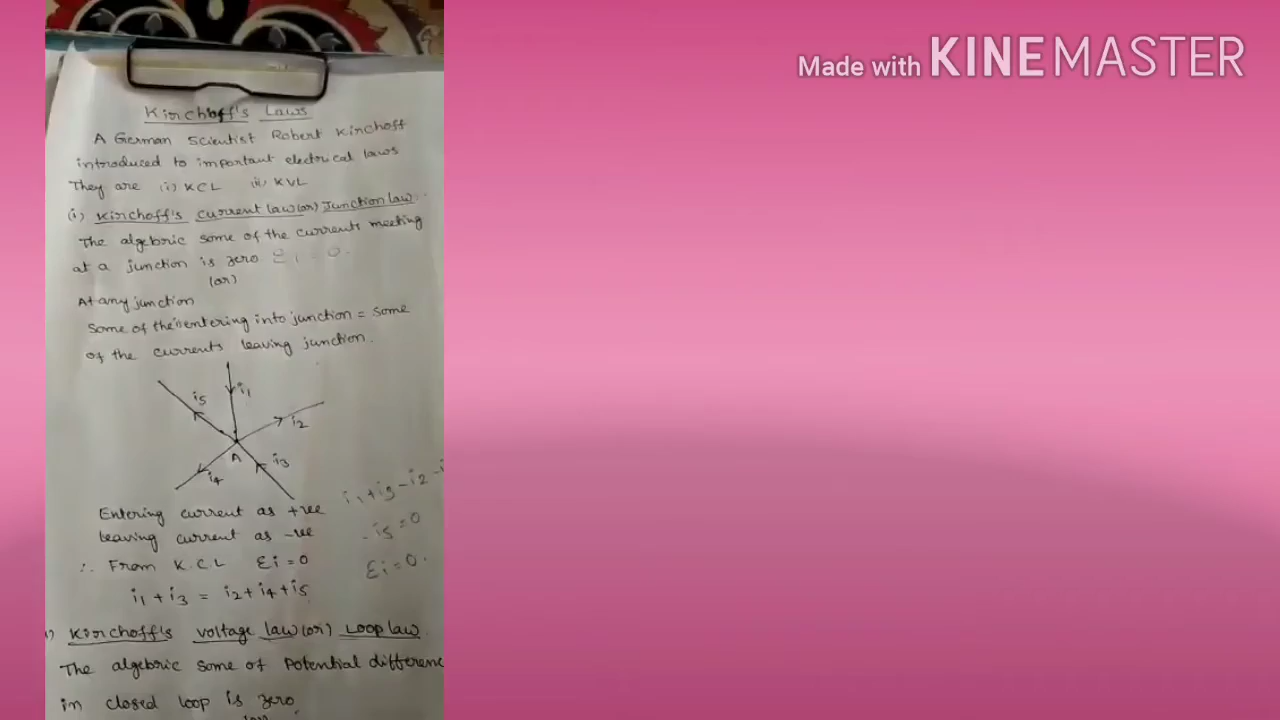 Made with KINEMASTER
Kirchoff's Laws
A German Scientist Robert Kirchoff
introduced to important electrical laws
They are (i) KCL (ii) KVL
(i) Kirchoff's current law (or) Junction law
The algebric some of the currents meeting
at a junction is zero Σi = 0.
(or)
At any junction
Some of the entering into junction = some
of the currents leaving junction.
i5 i1
i2
A i3
i4
i1 + i3 - i2 -
Entering current as +ve
- i5 = 0
leaving current as -ve
∴ From K.C.L Σi = 0
Σi = 0.
i1 + i3 = i2 + i4 + i5
) Kirchoff's voltage law (or) Loop law
The algebric some of Potential differenc
in closed loop is zero
(or)